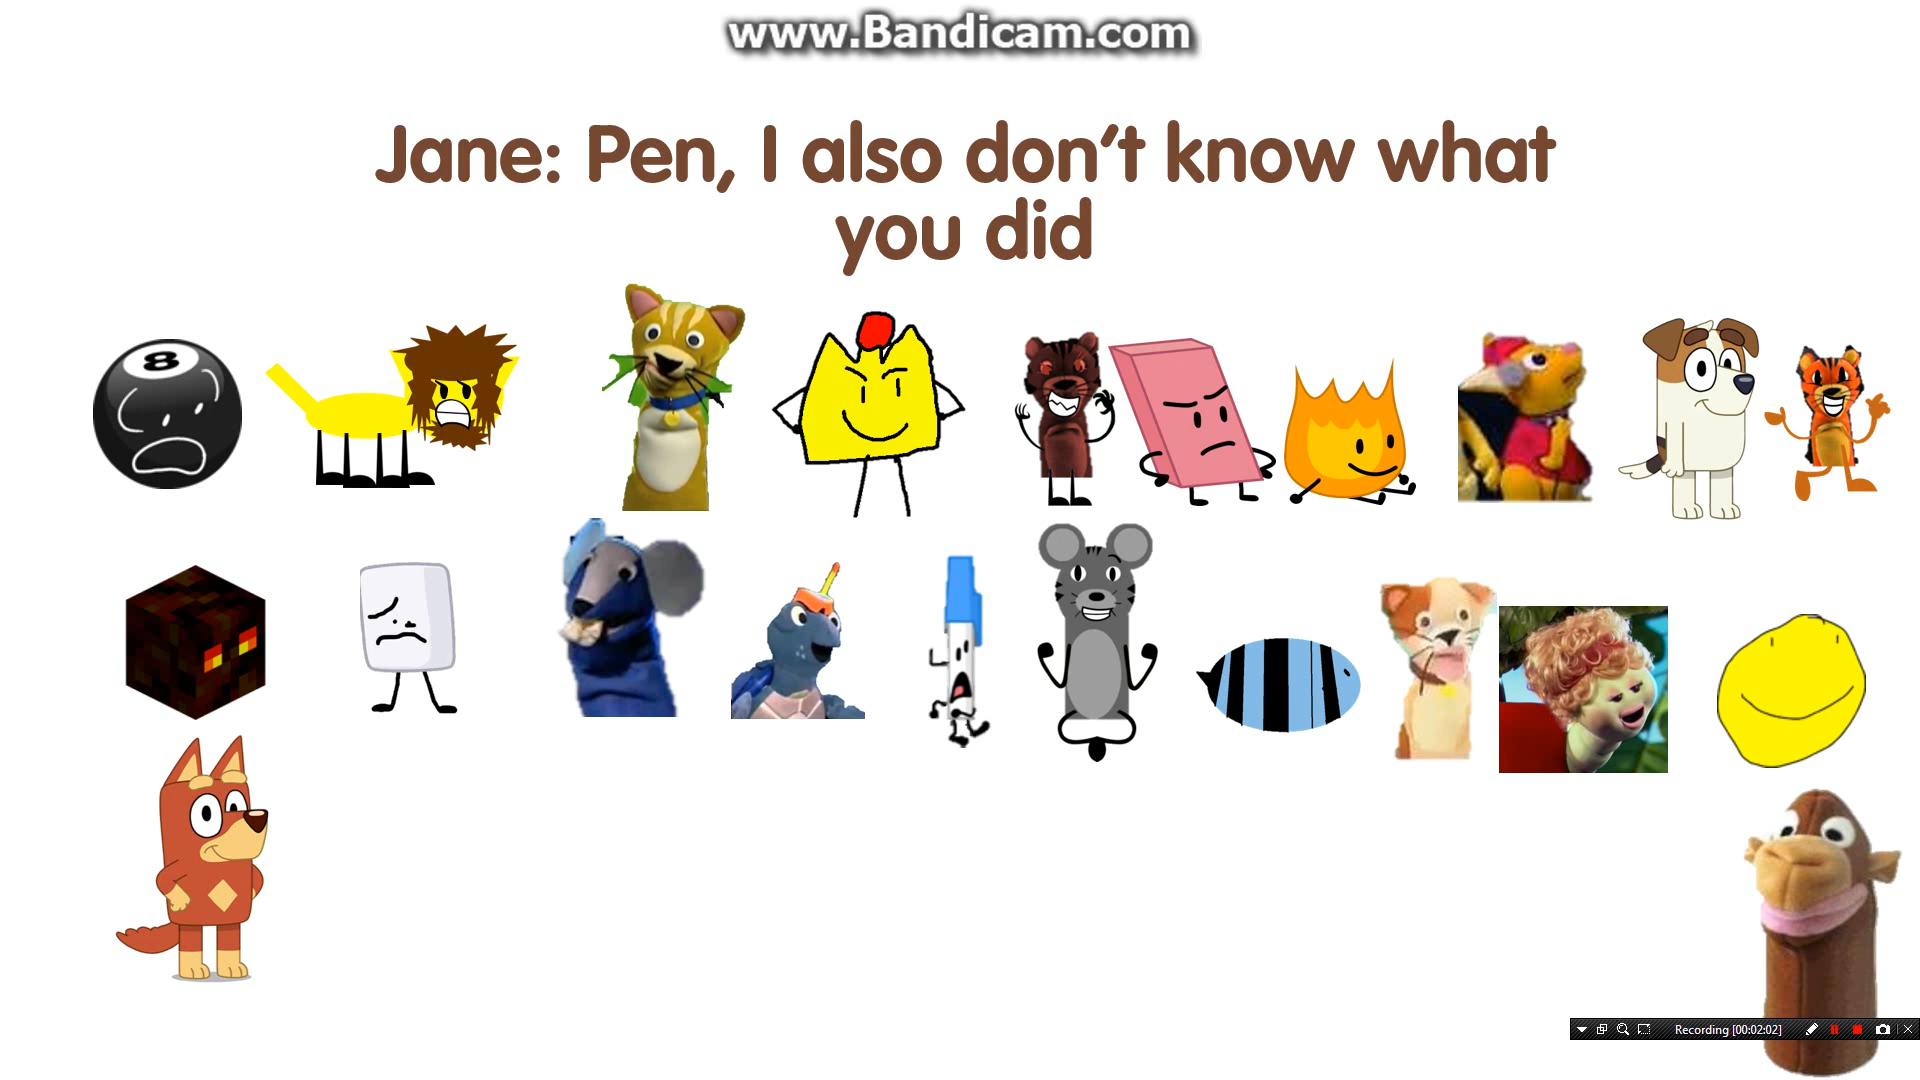 www.Bandicam.com
Jane: Pen, I also don't know what
you did
8
Recording [00:02:02]